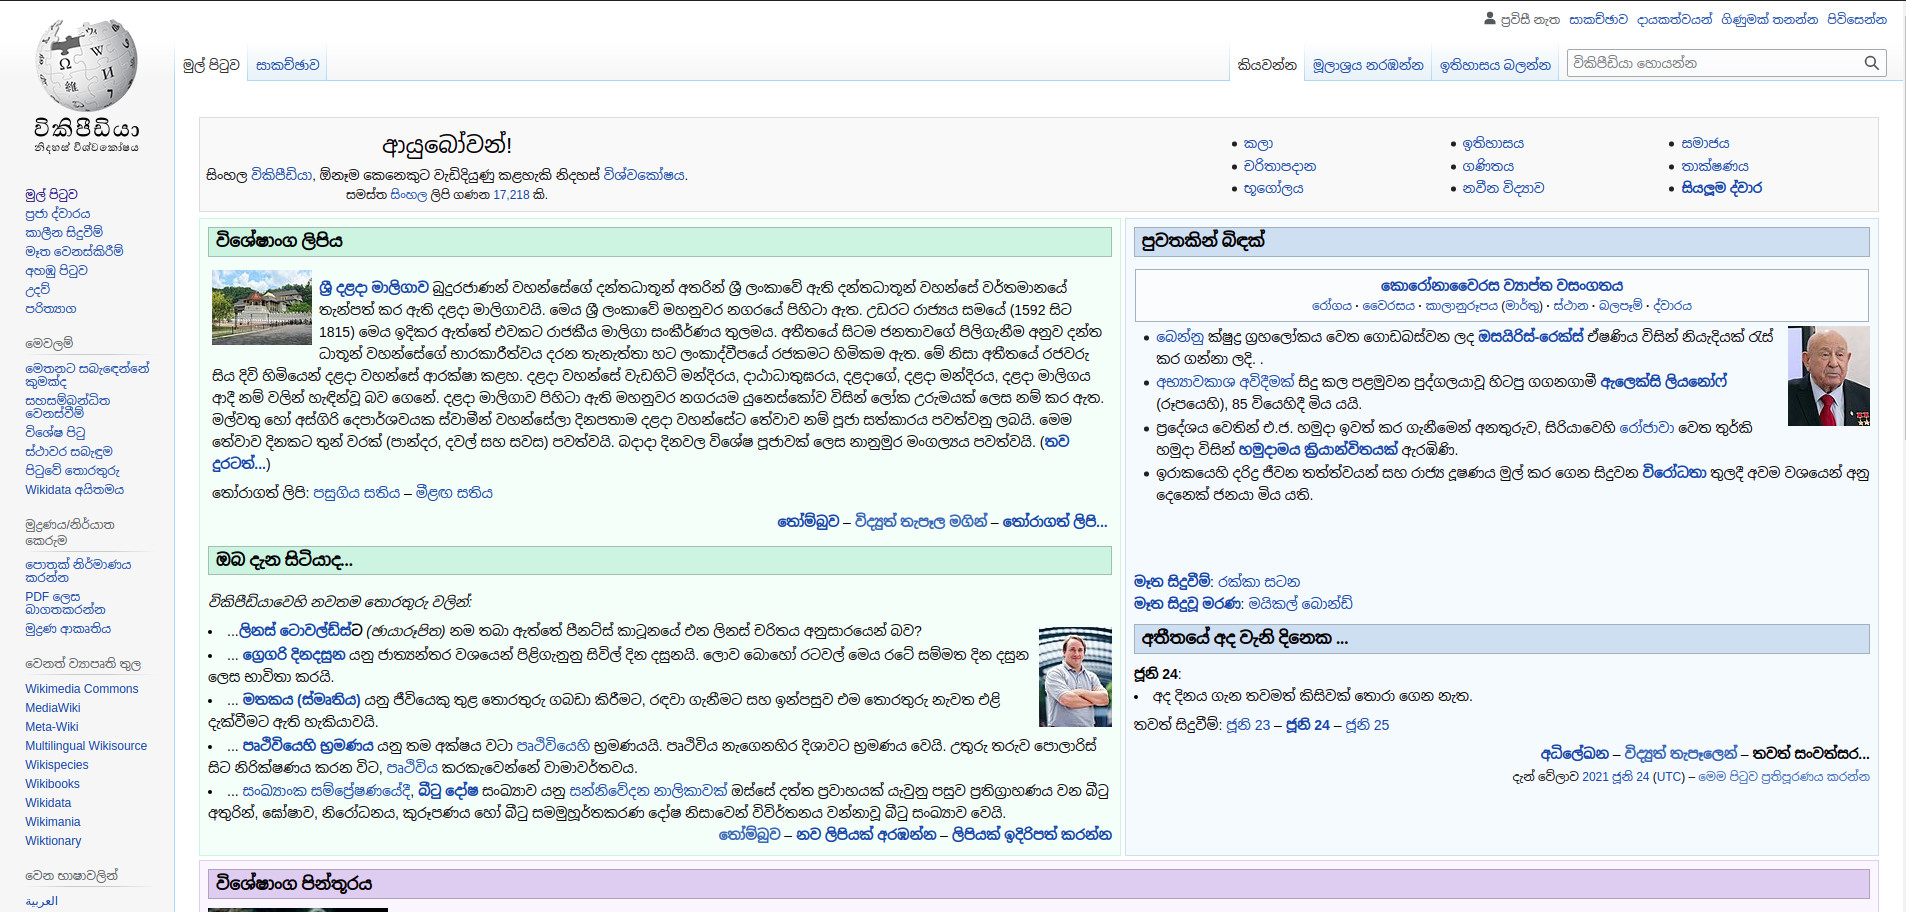 ප්‍රවිසී නැත සාකච්ඡාව දායකත්වයන් ගිණුමක් තනන්න පිවිසෙන්න
මුල් පිටුව සාකච්ඡාව කියවන්න මූලාශ්‍රය නරඹන්න ඉතිහාසය බලන්න විකිපීඩියා හොයන්න
විකිපීඩියා
නිදහස් විශ්වකෝෂය
මුල් පිටුව
ප්‍රජා ද්වාරය
කාලීන සිදුවීම්
මෑත වෙනස්කිරීම්
අහඹු පිටුව
උදව්
පරිත්‍යාග
මෙවලම්
මෙතනට සබැඳෙන්නේ
කුමක්ද
සහසම්බන්ධිත
වෙනස්වීම්
විශේෂ පිටු
ස්ථාවර සබැඳුම
පිටුවේ තොරතුරු
Wikidata අයිතමය
මුද්‍රණය/නිර්යාත
කෙරුම
පොතක් නිර්මාණය
කරන්න
PDF ලෙස
බාගතකරන්න
මුද්‍රණ ආකෘතිය
වෙනත් ව්‍යාපෘති තුල
Wikimedia Commons
MediaWiki
Meta-Wiki
Multilingual Wikisource
Wikispecies
Wikibooks
Wikidata
Wikimania
Wiktionary
වෙන භාෂාවලින්
العربية
ආයුබෝවන්!
සිංහල විකිපීඩියා, ඕනෑම කෙනෙකුට වැඩිදියුණු කළහැකි නිදහස් විශ්වකෝෂය.
සමස්ත සිංහල ලිපි ගණන 17,218 කි.
කලා ඉතිහාසය සමාජය
චරිතාපදාන ගණිතය තාක්ෂණය
භූගෝලය නවීන විද්‍යාව සියලූම ද්වාර
විශේෂාංග ලිපිය
ශ්‍රී දළදා මාලිගාව බුදුරජාණන් වහන්සේගේ දන්තධාතූන් අතරින් ශ්‍රී ලංකාවේ ඇති දන්තධාතුන් වහන්සේ වර්තමානයේ
තැන්පත් කර ඇති දළදා මාලිගාවයි. මෙය ශ්‍රී ලංකාවේ මහනුවර නගරයේ පිහිටා ඇත. උඩරට රාජ්‍ය සමයේ (1592 සිට
1815) මෙය ඉදිකර ඇත්තේ එවකට රාජකීය මාලිගා සංකීර්ණය තුලමය. අතීතයේ සිටම ජනතාවගේ පිලිගැනීම අනුව දන්ත
ධාතූන් වහන්සේගේ භාරකාරීත්වය දරන තැනැත්තා හට ලංකාද්වීපයේ රජකමට හිමිකම ඇත. මේ නිසා අතීතයේ රජවරු
සිය දිවි හිමියෙන් දළදා වහන්සේ ආරක්ෂා කළහ. දළදා වහන්සේ වැඩහිටි මන්දිරය, දාඨාධාතුඝරය, දළදාගේ, දළදා මන්දිරය, දළදා මාලිගය
ආදී නම් වලින් හැඳින්වූ බව ගෙනේ. දළදා මාලිගාව පිහිටා ඇති මහනුවර නගරයම යුනෙස්කෝව විසින් ලෝක උරුමයක් ලෙස නම් කර ඇත.
මල්වතු හෝ අස්ගිරි දෙපාර්ශවයක ස්වාමීන් වහන්සේලා දිනපතාම දළදා වහන්සේට තේවාව නම් පූජා සත්කාරය පවත්වනු ලබයි. මෙම
තේවාව දිනකට තුන් වරක් (පාන්දර, දවල් සහ සවස) පවත්වයි. බදාදා දිනවල විශේෂ පූජාවක් ලෙස නානුමුර මංගල්‍යය පවත්වයි. (තව
දුරටත්...)
තෝරාගත් ලිපි: පසුගිය සතිය – මීළඟ සතිය
තෝම්බුව – විද්‍යුත් තැපෑල මගින් – තෝරාගත් ලිපි...
ඔබ දැන සිටියාද...
විකිපීඩියාවෙහි නවතම තොරතුරු වලින්:
...ලිනස් ටොවල්ඩ්ස්ට (ඡායාරූපිත) නම තබා ඇත්තේ පීනට්ස් කාටූනයේ එන ලිනස් චරිතය අනුසාරයෙන් බව?
... ග්‍රෙගරි දිනදසුන යනු ජාත්‍යන්තර වශයෙන් පිළිගැනුනු සිවිල් දින දසුනයි. ලොව බොහෝ රටවල් මෙය රටේ සම්මත දින දසුන
ලෙස භාවිතා කරයි.
... මතකය (ස්මෘතිය) යනු ජීවියෙකු තුළ තොරතුරු ගබඩා කිරීමට, රඳවා ගැනීමට සහ ඉන්පසුව එම තොරතුරු නැවත එළි
දැක්වීමට ඇති හැකියාවයි.
... පෘථිවියෙහි භ්‍රමණය යනු තම අක්ෂය වටා පෘථිවියෙහි භ්‍රමණයයි. පෘථිවිය නැගෙනහිර දිශාවට භ්‍රමණය වෙයි. උතුරු තරුව පොලාරිස්
සිට නිරික්ෂණය කරන විට, පෘථිවිය කරකැවෙන්නේ වාමාවර්තවය.
... සංඛ්‍යාංක සම්ප්‍රේෂණයේදී, බිටු දෝෂ සංඛ්‍යාව යනු සන්නිවේදන නාලිකාවක් ඔස්සේ දත්ත ප්‍රවාහයක් යැවුනු පසුව ප්‍රතිග්‍රාහණය වන බිටු
අතුරින්, ඝෝෂාව, නිරෝධනය, කුරූපණය හෝ බිටු සමමුහූර්තකරණ දෝෂ නිසාවෙන් විවිර්තනය වන්නාවූ බිටු සංඛ්‍යාව වෙයි.
තෝම්බුව – නව ලිපියක් අරඹන්න – ලිපියක් ඉදිරිපත් කරන්න
පුවතකින් බිඳක්
කොරෝනාවෛරස ව්‍යාප්ත වසංගතය
රෝගය · වෛරසය · කාලානුරූපය (මාර්තු) · ස්ථාන · බලපෑම් · ද්වාරය
බෙන්නු ක්ෂුද්‍ර ග්‍රහලෝකය වෙත ගොඩබස්වන ලද ඔසයිරිස්-රෙක්ස් ඒෂණිය විසින් නියැදියක් රැස්
කර ගන්නා ලදි. .
අභ්‍යාවකාශ අවිදීමක් සිදු කල පළමුවන පුද්ගලයාවූ හිටපු ගගනගාමී ඇලෙක්සි ලියනෝෆ්
(රූපයෙහි), 85 වියෙහිදී මිය යයි.
ප්‍රදේශය වෙතින් එ.ජ. හමුදා ඉවත් කර ගැනීමෙන් අනතුරුව, සිරියාවෙහි රෝජාවා වෙත තුර්කි
හමුදා විසින් හමුදාමය ක්‍රියාන්විතයක් ඇරඹිණි.
ඉරාකයෙහි දරිද්‍ර ජීවන තත්ත්වයන් සහ රාජ්‍ය දූෂණය මුල් කර ගෙන සිදුවන විරෝධතා තුලදී අවම වශයෙන් අනු
දෙනෙක් ජනයා මිය යති.
මෑත සිදුවීම්: රක්කා සටන
මෑත සිදුවූ මරණ: මයිකල් බොන්ඩ්
අතීතයේ අද වැනි දිනෙක ...
ජූනි 24:
අද දිනය ගැන තවමත් කිසිවක් තොරා ගෙන නැත.
තවත් සිදුවීම්: ජූනි 23 – ජූනි 24 – ජූනි 25
අධිලේඛන – විද්‍යුත් තැපෑලෙන් – තවත් සංවත්සර...
දැන් වේලාව 2021 ජූනි 24 (UTC) – මෙම පිටුව ප්‍රතිපූරණය කරන්න
විශේෂාංග පින්තූරය